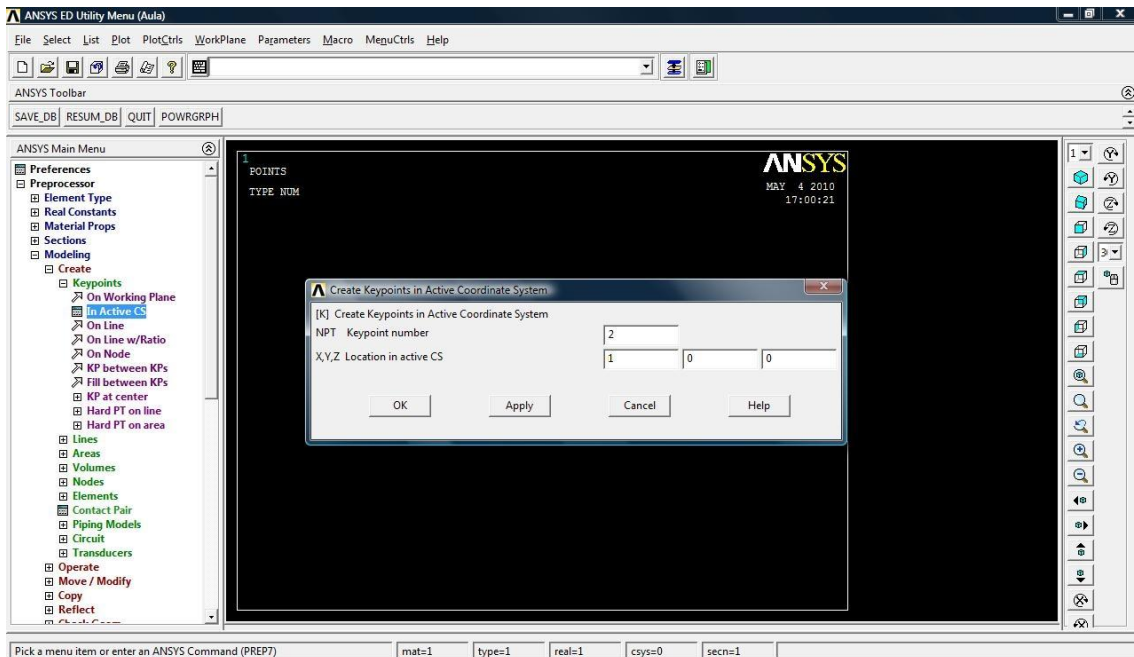 ANSYS ED Utility Menu (Aula)
File Select List Plot PlotCtrls WorkPlane Parameters Macro MenuCtrls Help
ANSYS Toolbar
SAVE_DB RESUM_DB QUIT POWRGRPH
ANSYS Main Menu
Preferences
Preprocessor
Element Type
Real Constants
Material Props
Sections
Modeling
Create
Keypoints
On Working Plane
In Active CS
On Line
On Line w/Ratio
On Node
KP between KPs
Fill between KPs
KP at center
Hard PT on line
Hard PT on area
Lines
Areas
Volumes
Nodes
Elements
Contact Pair
Piping Models
Circuit
Transducers
Operate
Move / Modify
Copy
Reflect
1
POINTS
TYPE NUM
ANSYS
MAY 4 2010
17:00:21
Create Keypoints in Active Coordinate System
[K] Create Keypoints in Active Coordinate System
NPT Keypoint number 2
X,Y,Z Location in active CS 1 0 0
OK Apply Cancel Help
1
Pick a menu item or enter an ANSYS Command (PREP7) mat=1 type=1 real=1 csys=0 secn=1